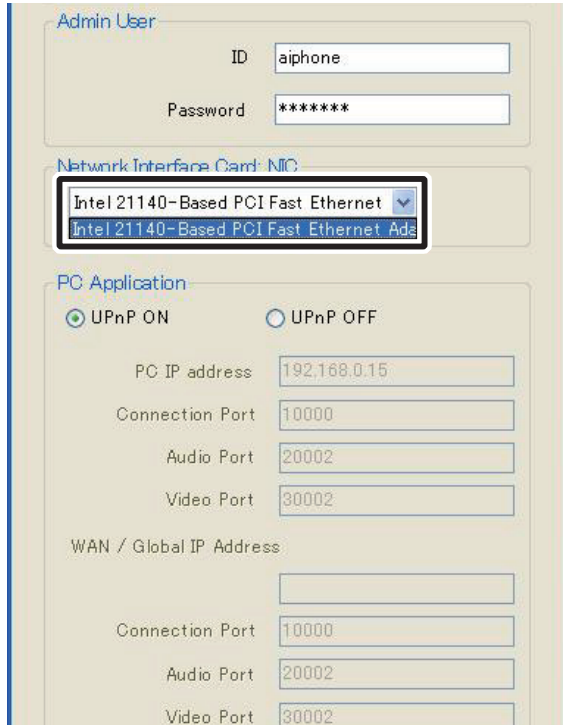 Admin User
ID aiphone
Password *******
Network Interface Card: NIC
Intel 21140-Based PCI Fast Ethernet
Intel 21140-Based PCI Fast Ethernet Ada
PC Application
UPnP ON UPnP OFF
PC IP address 192.168.0.15
Connection Port 10000
Audio Port 20002
Video Port 30002
WAN / Global IP Address
Connection Port 10000
Audio Port 20002
Video Port 30002